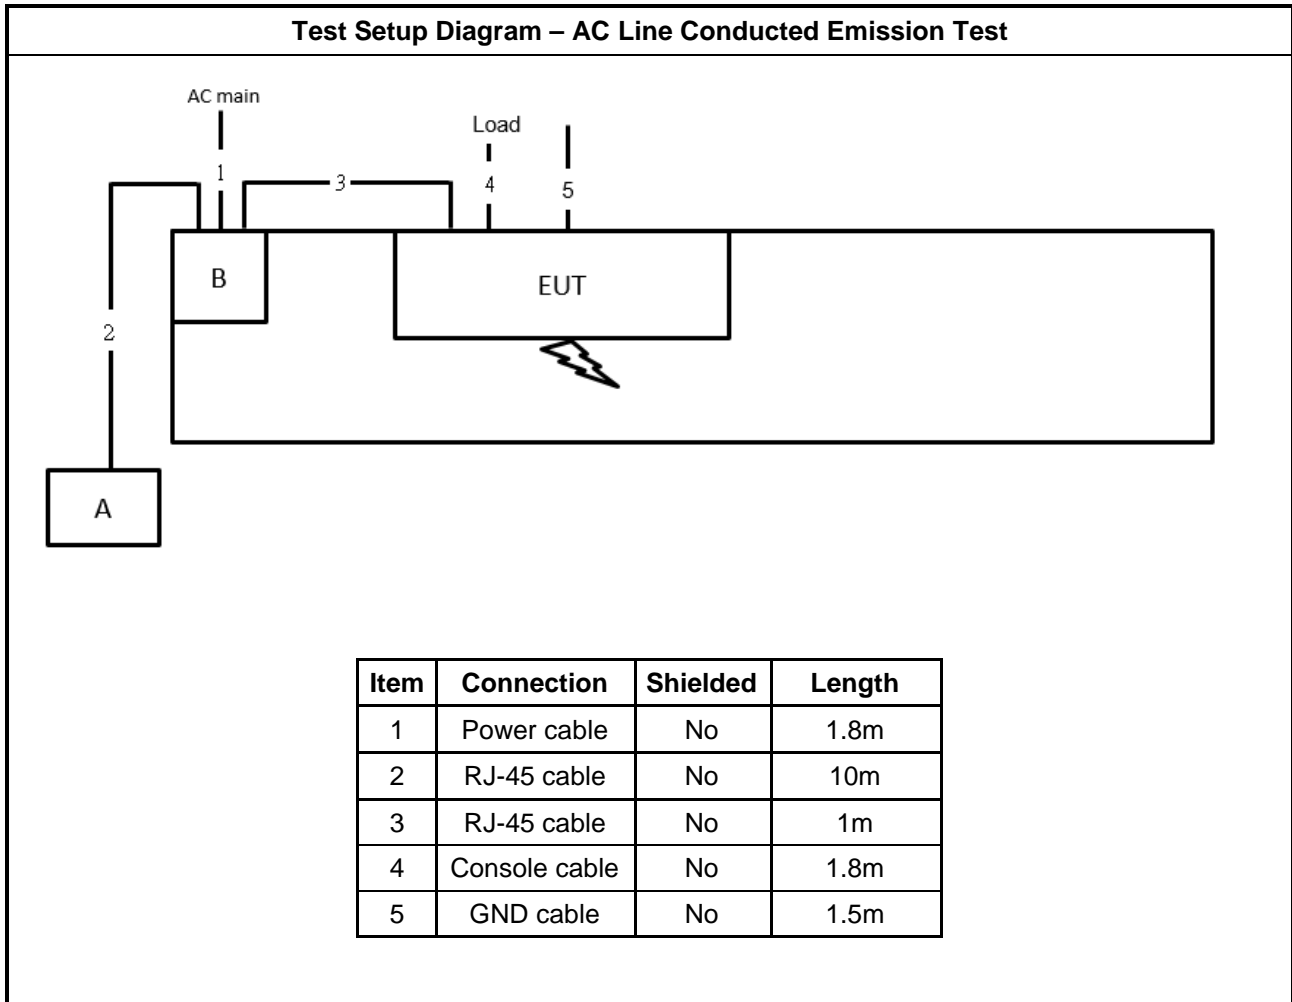 Test Setup Diagram – AC Line Conducted Emission Test
AC main
Load
1
3
4
5
B
EUT
2
A
Item Connection Shielded Length
1 Power cable No 1.8m
2 RJ-45 cable No 10m
3 RJ-45 cable No 1m
4 Console cable No 1.8m
5 GND cable No 1.5m